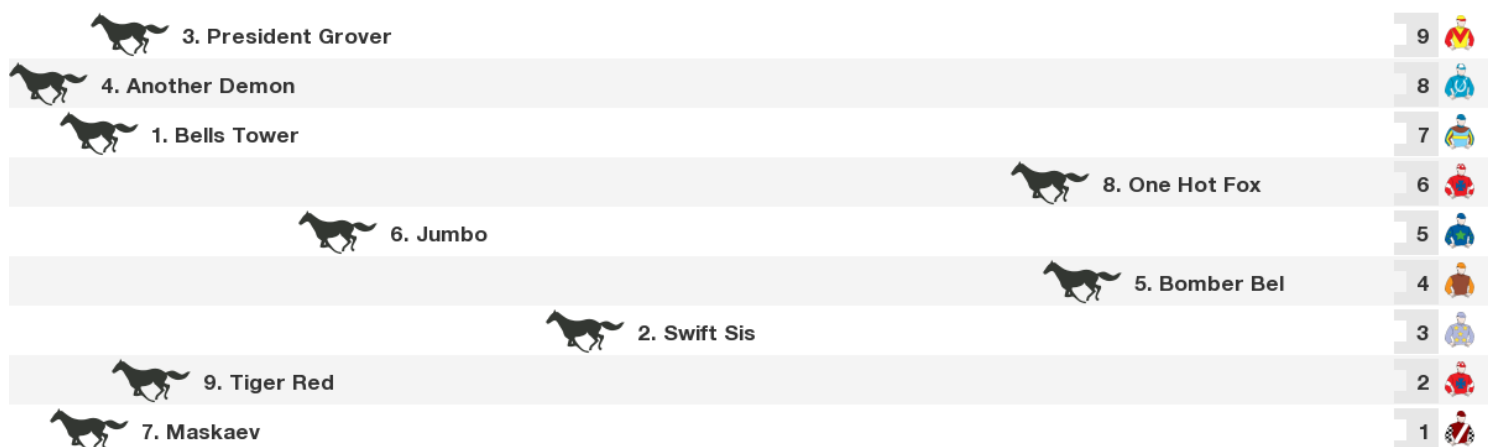 3. President Grover 9
4. Another Demon 8
1. Bells Tower 7
8. One Hot Fox 6
6. Jumbo 5
5. Bomber Bel 4
2. Swift Sis 3
9. Tiger Red 2
7. Maskaev 1